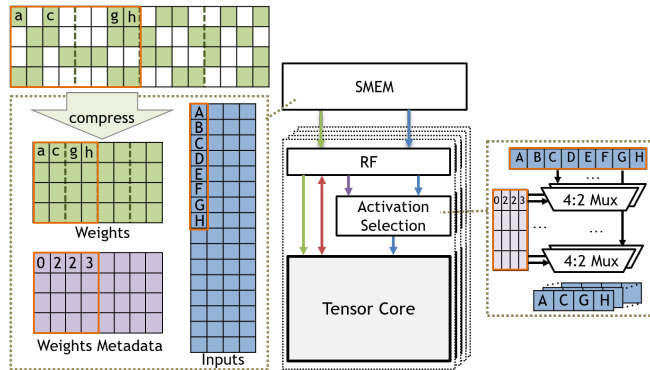 a c g h
compress
a c g h
Weights
0 2 2 3
Weights Metadata
A
B
C
D
E
F
G
H
Inputs
SMEM
RF
Activation
Selection
Tensor Core
A B C D E F G H
...
0 2 2 3
4:2 Mux
...
...
4:2 Mux
A C G H